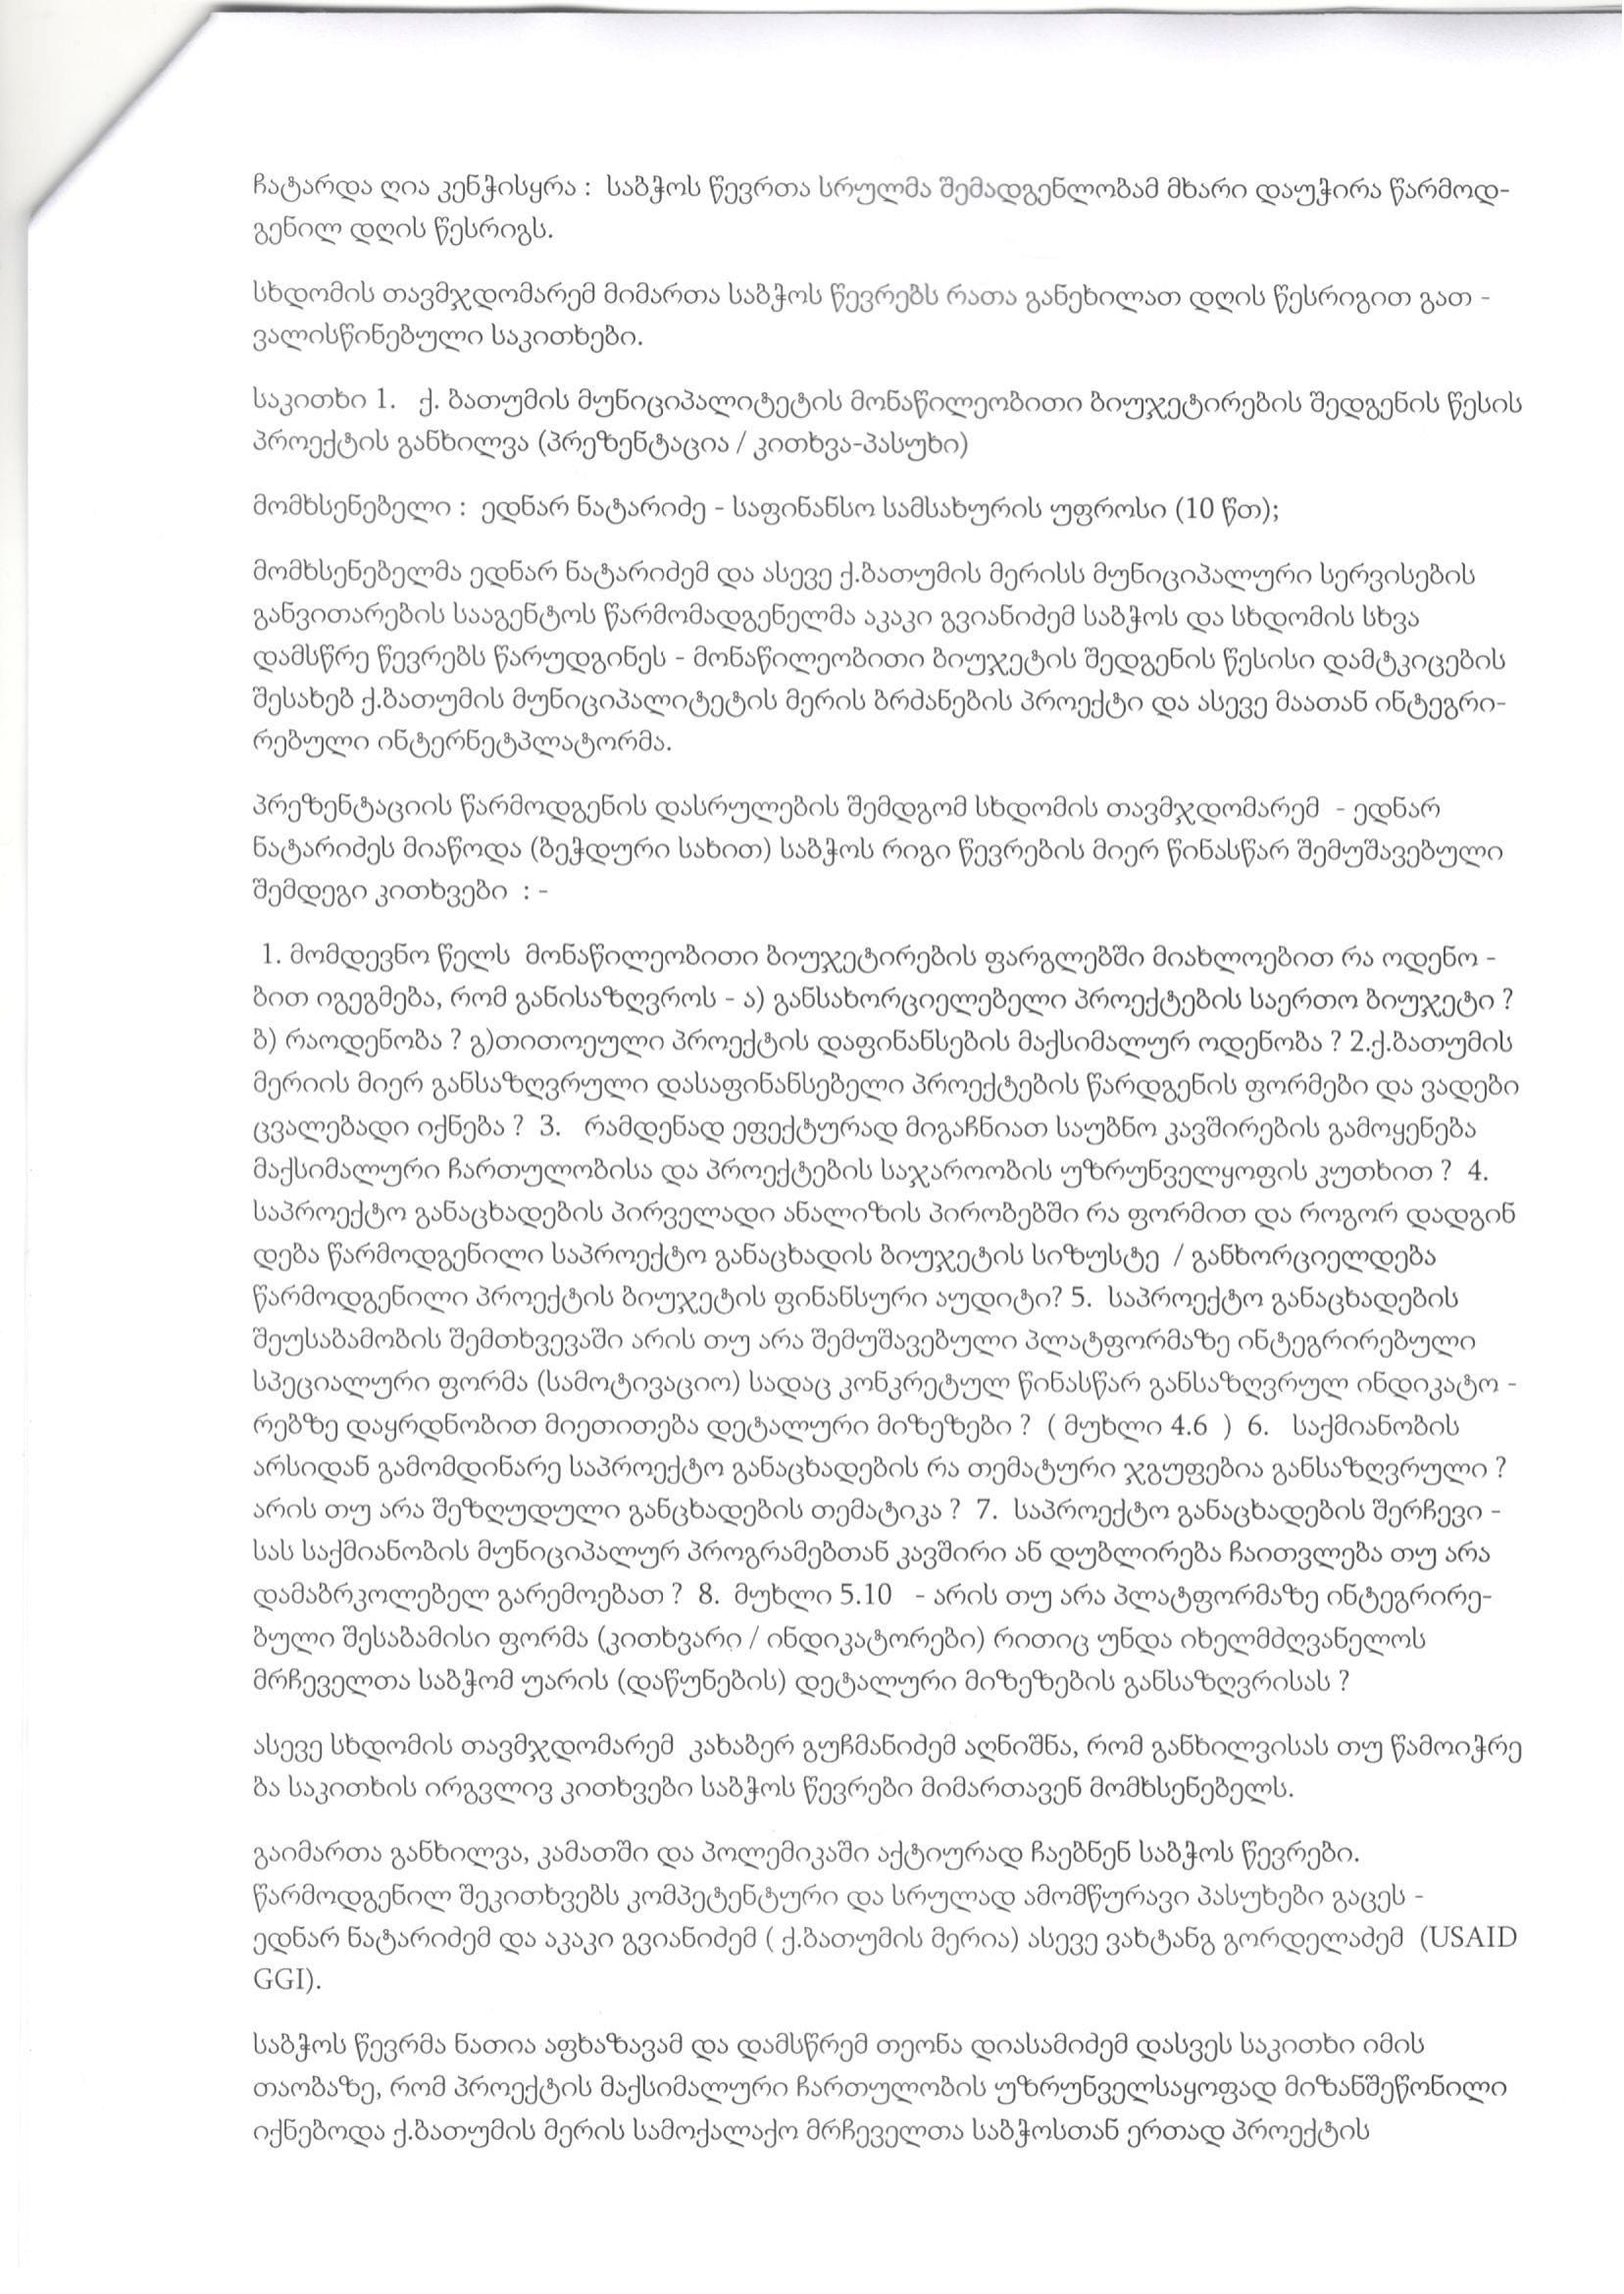 ჩატარდა ღია კენჭისყრა :  საბჭოს წევრთა სრულმა შემადგენლობამ მხარი დაუჭირა წარმოდ-
გენილ დღის წესრიგს.
სხდომის თავმჯდომარემ მიმართა საბჭოს წევრებს რათა განეხილათ დღის წესრიგით გათ -
ვალისწინებული საკითხები.
საკითხი 1.   ქ. ბათუმის მუნიციპალიტეტის მონაწილეობითი ბიუჯეტირების შედგენის წესის
პროექტის განხილვა (პრეზენტაცია / კითხვა-პასუხი)
მომხსენებელი :  ედნარ ნატარიძე - საფინანსო სამსახურის უფროსი (10 წთ);
მომხსენებელმა ედნარ ნატარიძემ და ასევე ქ.ბათუმის მერისს მუნიციპალური სერვისების
განვითარების სააგენტოს წარმომადგენელმა აკაკი გვიანიძემ საბჭოს და სხდომის სხვა
დამსწრე წევრებს წარუდგინეს - მონაწილეობითი ბიუჯეტის შედგენის წესისი დამტკიცების
შესახებ ქ.ბათუმის მუნიციპალიტეტის მერის ბრძანების პროექტი და ასევე მაათან ინტეგრი-
რებული ინტერნეტპლატორმა.
პრეზენტაციის წარმოდგენის დასრულების შემდგომ სხდომის თავმჯდომარემ  - ედნარ
ნატარიძეს მიაწოდა (ბეჭდური სახით) საბჭოს რიგი წევრების მიერ წინასწარ შემუშავებული
შემდეგი კითხვები  : -
1. მომდევნო წელს  მონაწილეობითი ბიუჯეტირების ფარგლებში მიახლოებით რა ოდენო -
ბით იგეგმება, რომ განისაზღვროს - ა) განსახორციელებელი პროექტების საერთო ბიუჯეტი ?
ბ) რაოდენობა ? გ)თითოეული პროექტის დაფინანსების მაქსიმალურ ოდენობა ? 2.ქ.ბათუმის
მერიის მიერ განსაზღვრული დასაფინანსებელი პროექტების წარდგენის ფორმები და ვადები
ცვალებადი იქნება ?  3.   რამდენად ეფექტურად მიგაჩნიათ საუბნო კავშირების გამოყენება
მაქსიმალური ჩართულობისა და პროექტების საჯაროობის უზრუნველყოფის კუთხით ?  4.
საპროექტო განაცხადების პირველადი ანალიზის პირობებში რა ფორმით და როგორ დადგინ
დება წარმოდგენილი საპროექტო განაცხადის ბიუჯეტის სიზუსტე  / განხორციელდება
წარმოდგენილი პროექტის ბიუჯეტის ფინანსური აუდიტი? 5.  საპროექტო განაცხადების
შეუსაბამობის შემთხვევაში არის თუ არა შემუშავებული პლატფორმაზე ინტეგრირებული
სპეციალური ფორმა (სამოტივაციო) სადაც კონკრეტულ წინასწარ განსაზღვრულ ინდიკატო -
რებზე დაყრდნობით მიეთითება დეტალური მიზეზები ?  ( მუხლი 4.6  )  6.   საქმიანობის
არსიდან გამომდინარე საპროექტო განაცხადების რა თემატური ჯგუფებია განსაზღვრული ?
არის თუ არა შეზღუდული განცხადების თემატიკა ?  7.  საპროექტო განაცხადების შერჩევი -
სას საქმიანობის მუნიციპალურ პროგრამებთან კავშირი ან დუბლირება ჩაითვლება თუ არა
დამაბრკოლებელ გარემოებათ ?  8.  მუხლი 5.10   - არის თუ არა პლატფორმაზე ინტეგრირე-
ბული შესაბამისი ფორმა (კითხვარი / ინდიკატორები) რითიც უნდა იხელმძღვანელოს
მრჩეველთა საბჭომ უარის (დაწუნების) დეტალური მიზეზების განსაზღვრისას ?
ასევე სხდომის თავმჯდომარემ  კახაბერ გუჩმანიძემ აღნიშნა, რომ განხილვისას თუ წამოიჭრე
ბა საკითხის ირგვლივ კითხვები საბჭოს წევრები მიმართავენ მომხსენებელს.
გაიმართა განხილვა, კამათში და პოლემიკაში აქტიურად ჩაებნენ საბჭოს წევრები.
წარმოდგენილ შეკითხვებს კომპეტენტური და სრულად ამომწურავი პასუხები გაცეს -
ედნარ ნატარიძემ და აკაკი გვიანიძემ ( ქ.ბათუმის მერია) ასევე ვახტანგ გორდელაძემ  (USAID
GGI).
საბჭოს წევრმა ნათია აფხაზავამ და დამსწრემ თეონა დიასამიძემ დასვეს საკითხი იმის
თაობაზე, რომ პროექტის მაქსიმალური ჩართულობის უზრუნველსაყოფად მიზანშეწონილი
იქნებოდა ქ.ბათუმის მერის სამოქალაქო მრჩეველთა საბჭოსთან ერთად პროექტის